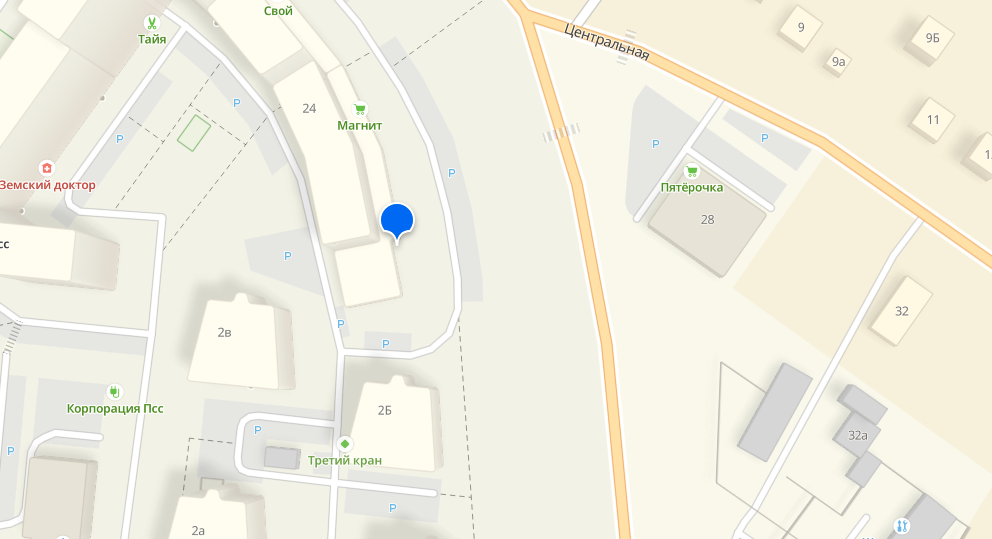 Свой
Тайя
Центральная
9
9Б
9а
24
P
Магнит
P
P
P
11
Земский доктор
P
Пятёрочка
28
сс
P
32
P
2в
P
Корпорация Псс
2Б
P
32а
P
Третий кран
P
2а